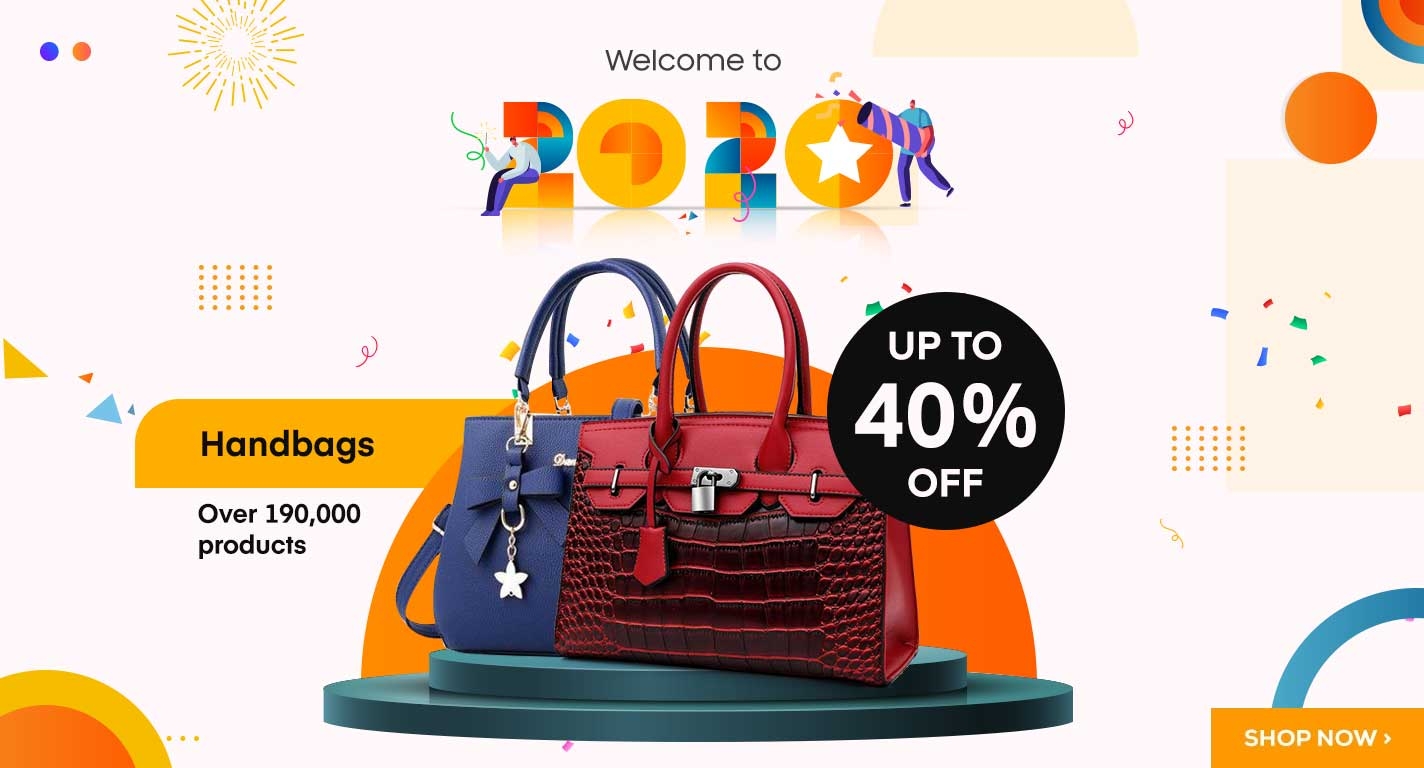 Welcome to
2020
Handbags
Over 190,000
products
UP TO
40%
OFF
SHOP NOW ›